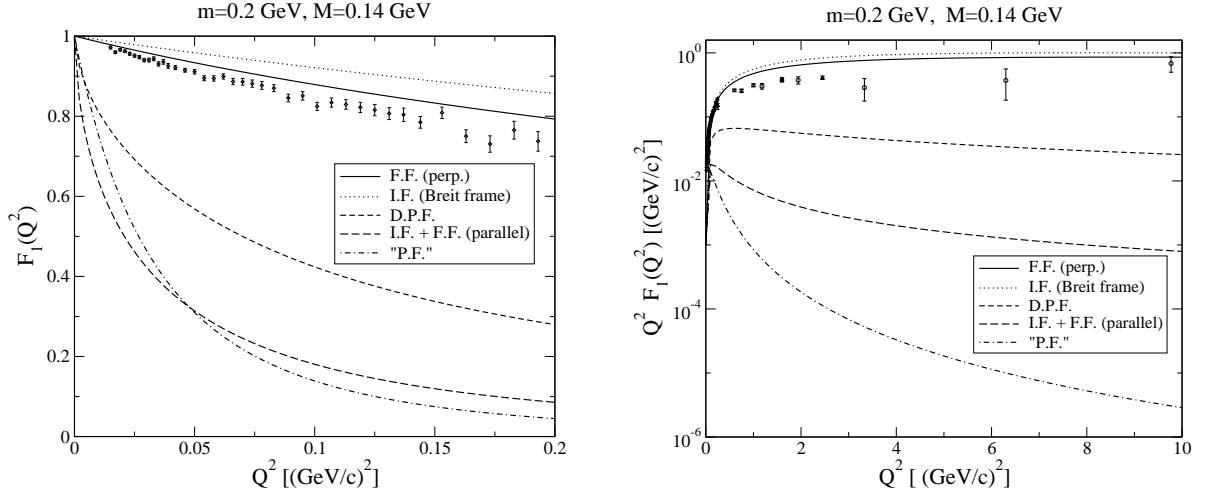 m=0.2 GeV, M=0.14 GeV
1
0.8
0.6
0.4
0.2
0
F₁(Q²)
F.F. (perp.)
I.F. (Breit frame)
D.P.F.
I.F. + F.F. (parallel)
"P.F."
0 0.05 0.1 0.15 0.2
Q² [(GeV/c)²]
m=0.2 GeV, M=0.14 GeV
10⁰
10⁻²
10⁻⁴
10⁻⁶
Q² F₁(Q²) [(GeV/c)²]
F.F. (perp.)
I.F. (Breit frame)
D.P.F.
I.F. + F.F. (parallel)
"P.F."
0 2 4 6 8 10
Q² [ (GeV/c)²]